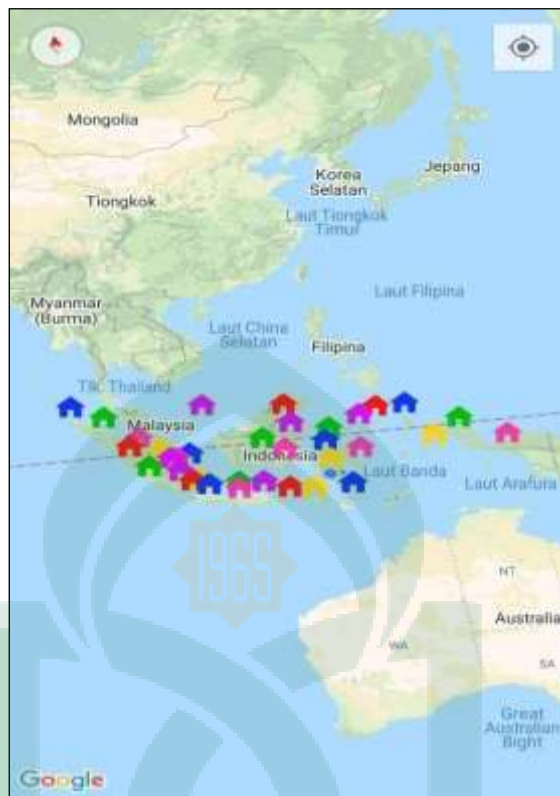 Mongolia
Jepang
Korea
Selatan
Tiongkok
Laut Tiongkok
Timur
Laut Filipina
Myanmar
(Burma)
Laut China
Selatan
Filipina
Tlk. Thailand
Malaysia
Indonesia
Laut Banda
Laut Arafura
1965
NT
Australia
WA
SA
Great
Australian
Bight
Google